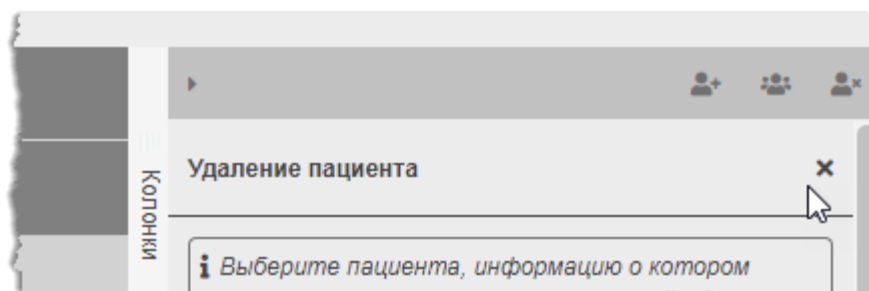 Удаление пациента
Колонки
Выберите пациента, информацию о котором